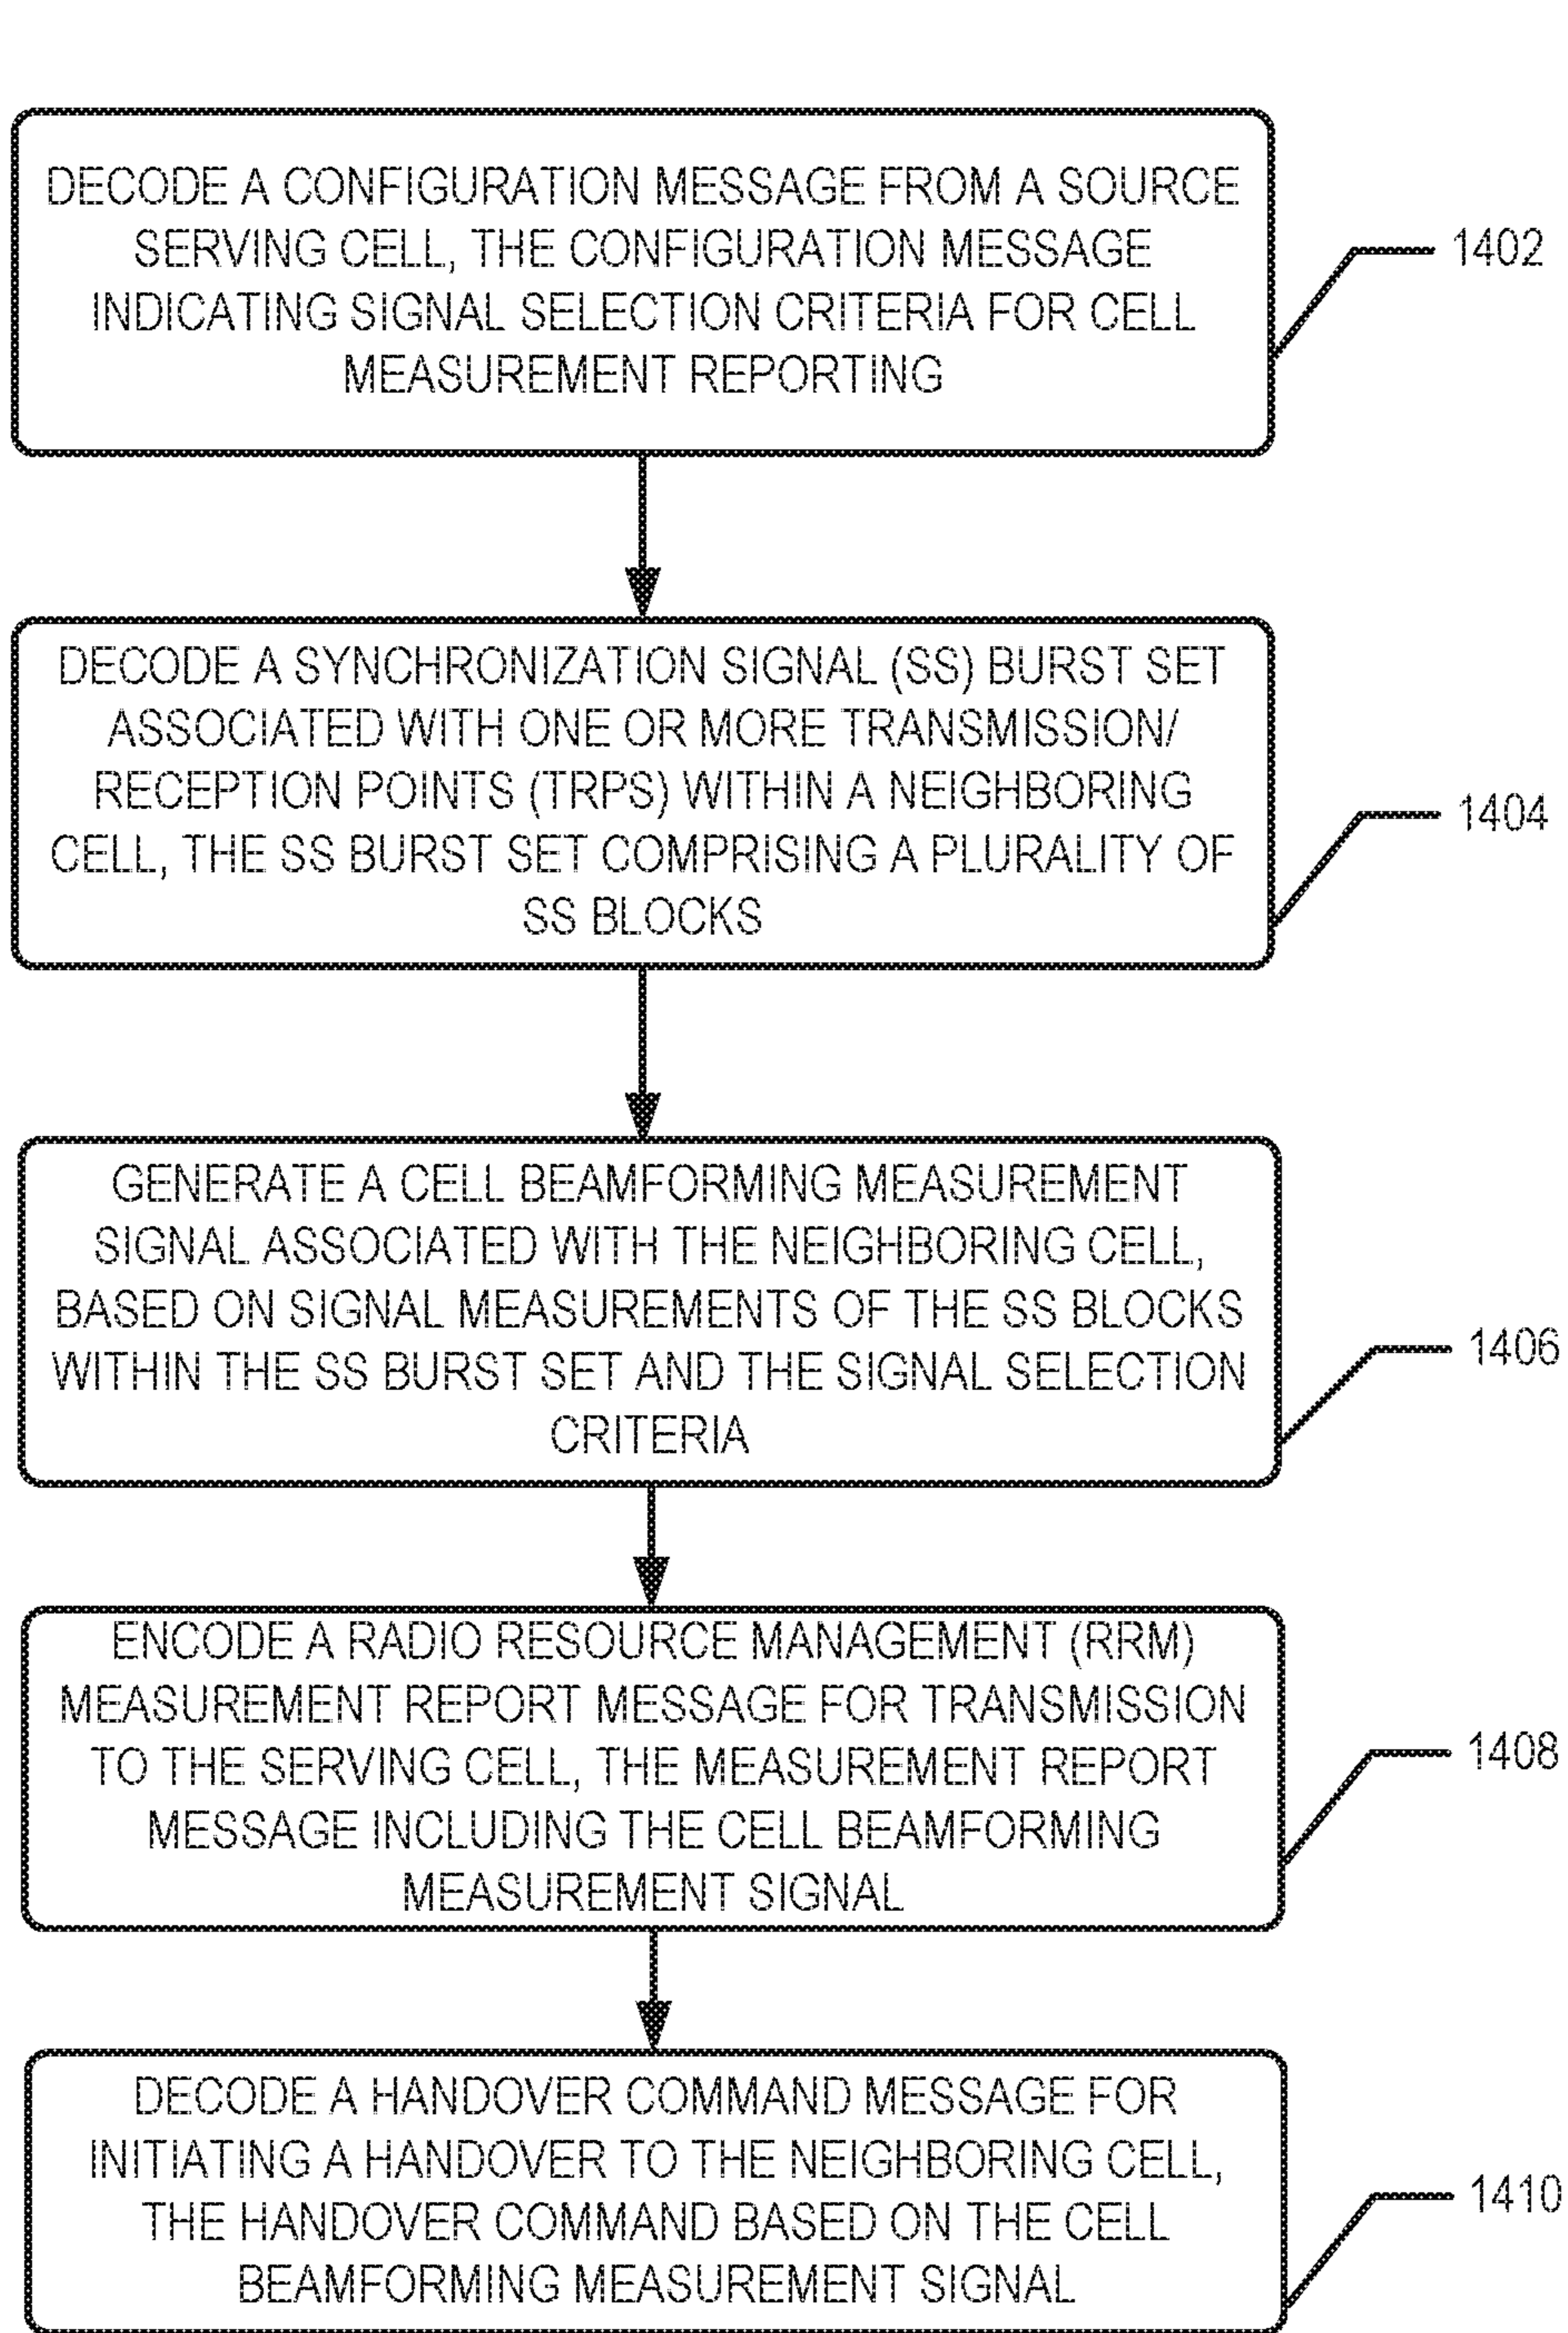 DECODE A CONFIGURATION MESSAGE FROM A SOURCE
SERVING CELL, THE CONFIGURATION MESSAGE
INDICATING SIGNAL SELECTION CRITERIA FOR CELL
MEASUREMENT REPORTING
1402
DECODE A SYNCHRONIZATION SIGNAL (SS) BURST SET
ASSOCIATED WITH ONE OR MORE TRANSMISSION/
RECEPTION POINTS (TRPS) WITHIN A NEIGHBORING
CELL, THE SS BURST SET COMPRISING A PLURALITY OF
SS BLOCKS
1404
GENERATE A CELL BEAMFORMING MEASUREMENT
SIGNAL ASSOCIATED WITH THE NEIGHBORING CELL,
BASED ON SIGNAL MEASUREMENTS OF THE SS BLOCKS
WITHIN THE SS BURST SET AND THE SIGNAL SELECTION
CRITERIA
1406
ENCODE A RADIO RESOURCE MANAGEMENT (RRM)
MEASUREMENT REPORT MESSAGE FOR TRANSMISSION
TO THE SERVING CELL, THE MEASUREMENT REPORT
MESSAGE INCLUDING THE CELL BEAMFORMING
MEASUREMENT SIGNAL
1408
DECODE A HANDOVER COMMAND MESSAGE FOR
INITIATING A HANDOVER TO THE NEIGHBORING CELL,
THE HANDOVER COMMAND BASED ON THE CELL
BEAMFORMING MEASUREMENT SIGNAL
1410